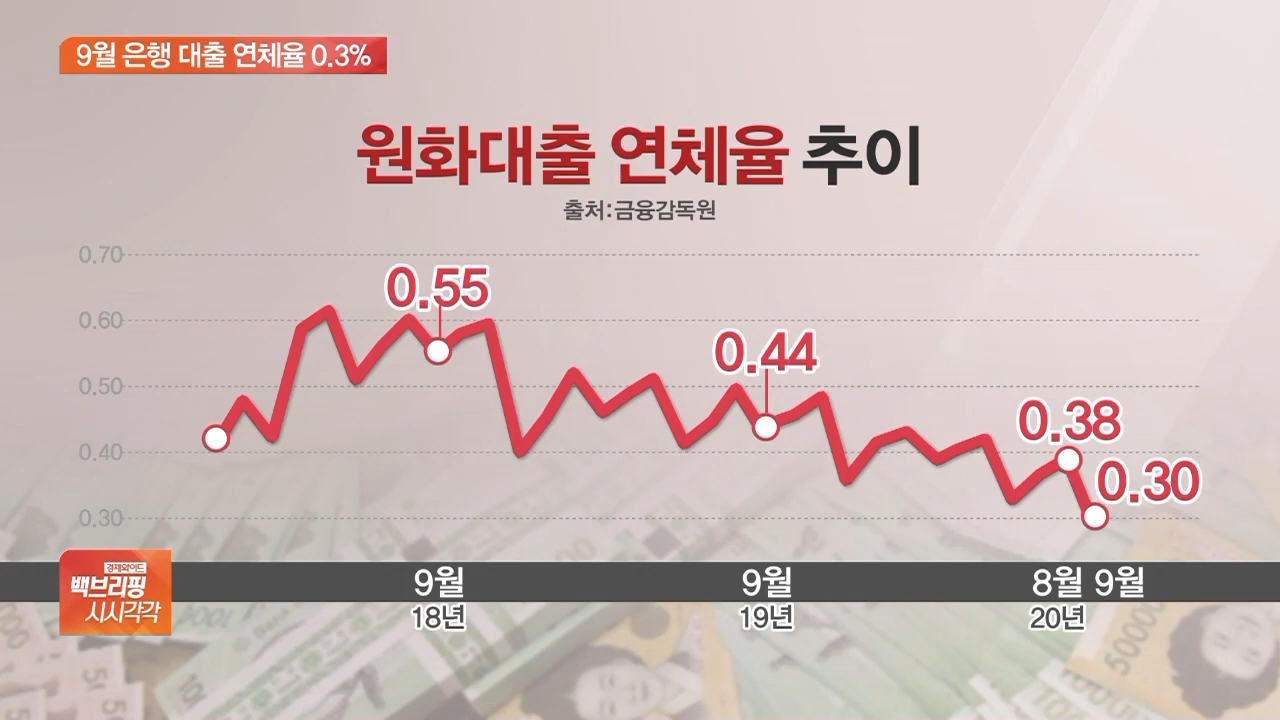 9월 은행 대출 연체율 0.3%
원화대출 연체율 추이
출처:금융감독원
0.70
0.55
0.60
0.44
0.50
0.38
0.40
0.30
0.30
경제와이드
백브리핑
시시각각
9월 9월 8월 9월
18년 19년 20년